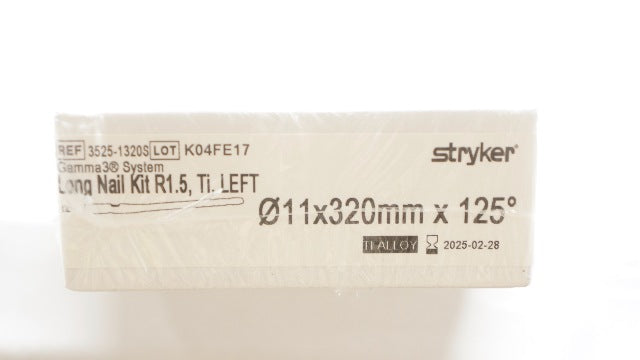 REF 3525-1320S LOT K04FE17
stryker®
Gamma3® System
Long Nail Kit R1.5, Ti. LEFT
Ø11x320mm x 125°
TI ALLOY 2025-02-28